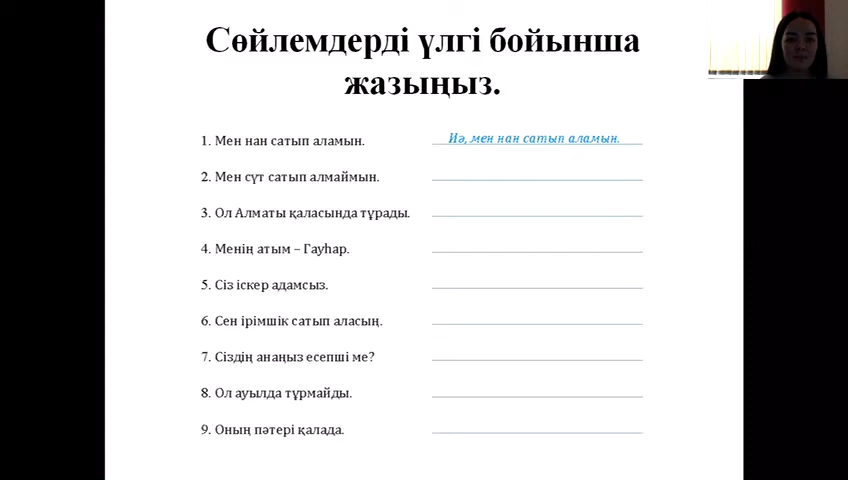 Сөйлемдерді үлгі бойынша
жазыңыз.
1. Мен нан сатып аламын. Иә, мен нан сатып аламын.
2. Мен сүт сатып алмаймын.
3. Ол Алматы қаласында тұрады.
4. Менің атым – Гауһар.
5. Сіз іскер адамсыз.
6. Сен ірімшік сатып аласың.
7. Сіздің анаңыз есепші ме?
8. Ол ауылда тұрмайды.
9. Оның пәтері қалада.